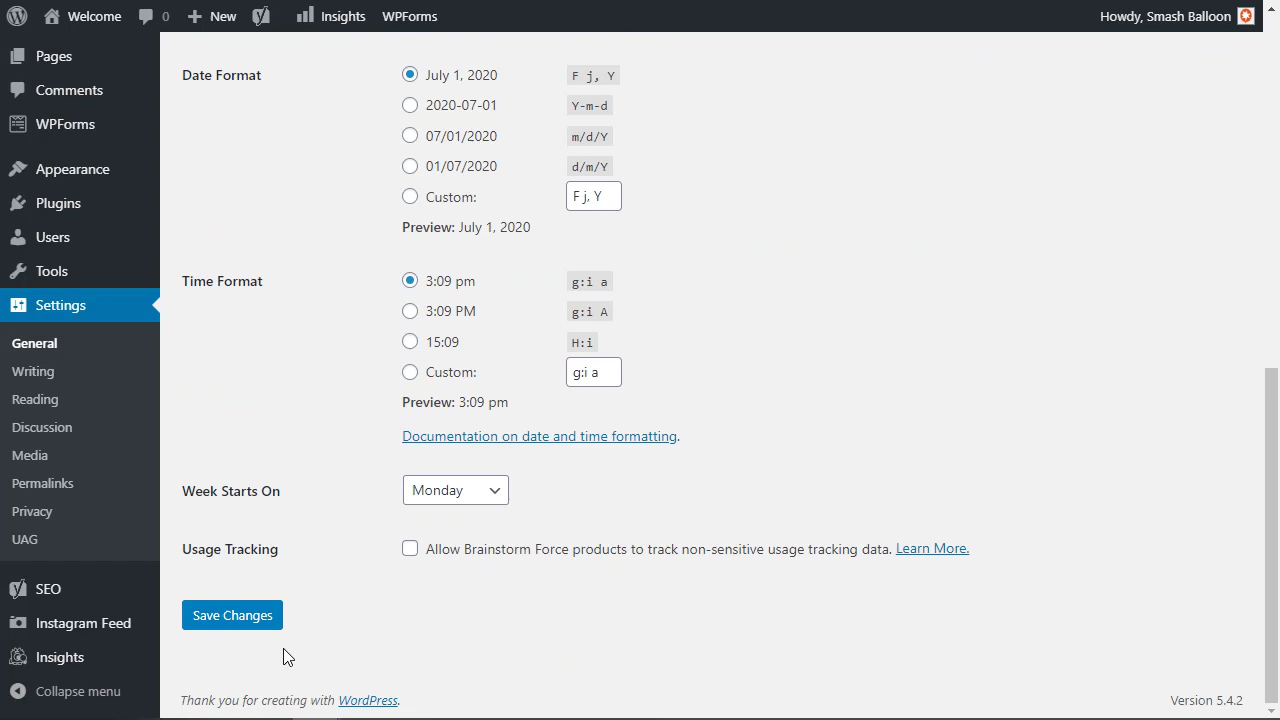 Welcome 0 New Insights WPForms Howdy, Smash Balloon
Pages
Comments
WPForms
Appearance
Plugins
Users
Tools
Settings
General
Writing
Reading
Discussion
Media
Permalinks
Privacy
UAG
SEO
Instagram Feed
Insights
Collapse menu
Date Format
July 1, 2020 F j, Y
2020-07-01 Y-m-d
07/01/2020 m/d/Y
01/07/2020 d/m/Y
Custom: F j, Y
Preview: July 1, 2020
Time Format
3:09 pm g:i a
3:09 PM g:i A
15:09 H:i
Custom: g:i a
Preview: 3:09 pm
Documentation on date and time formatting.
Week Starts On Monday
Usage Tracking Allow Brainstorm Force products to track non-sensitive usage tracking data. Learn More.
Save Changes
Thank you for creating with WordPress. Version 5.4.2